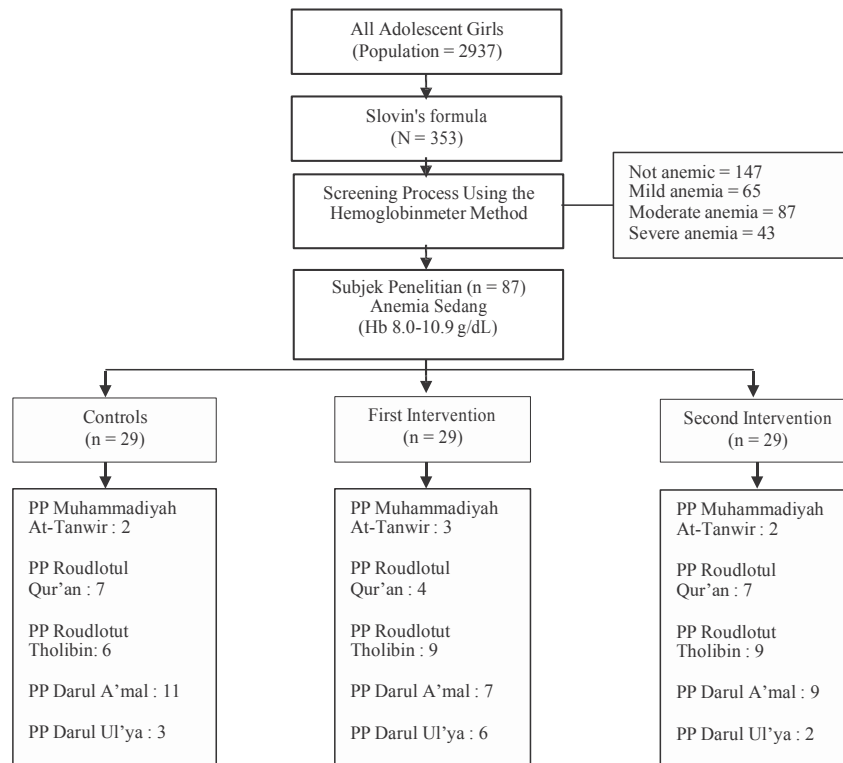 All Adolescent Girls
(Population = 2937)
Slovin's formula
(N = 353)
Screening Process Using the
Hemoglobinmeter Method
Not anemic = 147
Mild anemia = 65
Moderate anemia = 87
Severe anemia = 43
Subjek Penelitian (n = 87)
Anemia Sedang
(Hb 8.0-10.9 g/dL)
Controls
(n = 29)
First Intervention
(n = 29)
Second Intervention
(n = 29)
PP Muhammadiyah
At-Tanwir : 2
PP Roudlotul
Qur’an : 7
PP Roudlotut
Tholibin: 6
PP Darul A’mal : 11
PP Darul Ul’ya : 3
PP Muhammadiyah
At-Tanwir : 3
PP Roudlotul
Qur’an : 4
PP Roudlotut
Tholibin : 9
PP Darul A’mal : 7
PP Darul Ul’ya : 6
PP Muhammadiyah
At-Tanwir : 2
PP Roudlotul
Qur’an : 7
PP Roudlotut
Tholibin : 9
PP Darul A’mal : 9
PP Darul Ul’ya : 2